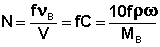 N = fν_B / V = fC = 10fρω / M_B